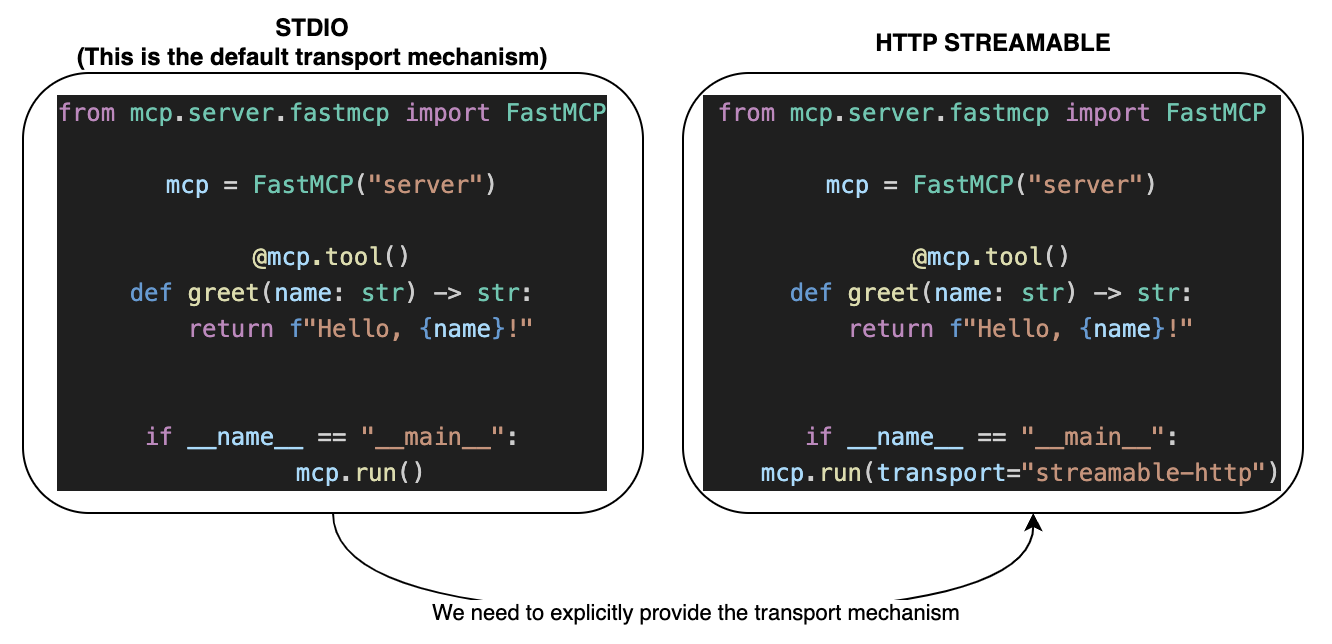 STDIO
(This is the default transport mechanism)
from mcp.server.fastmcp import FastMCP
mcp = FastMCP("server")
@mcp.tool()
def greet(name: str) -> str:
return f"Hello, {name}!"
if __name__ == "__main__":
mcp.run()
HTTP STREAMABLE
from mcp.server.fastmcp import FastMCP
mcp = FastMCP("server")
@mcp.tool()
def greet(name: str) -> str:
return f"Hello, {name}!"
if __name__ == "__main__":
mcp.run(transport="streamable-http")
We need to explicitly provide the transport mechanism